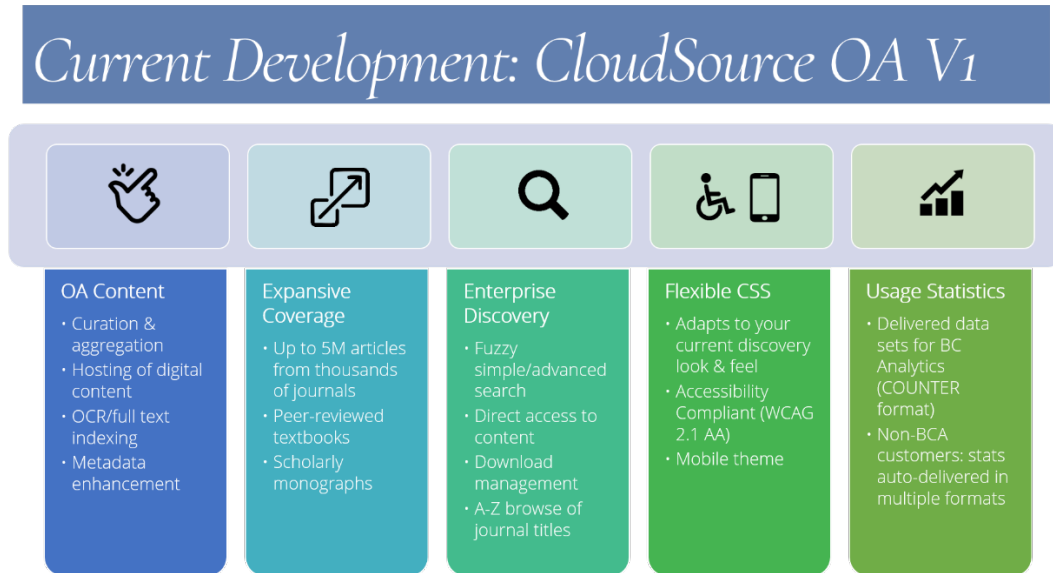 Current Development: CloudSource OA V1
OA Content
• Curation &
aggregation
• Hosting of digital
content
• OCR/full text
indexing
• Metadata
enhancement
Expansive
Coverage
• Up to 5M articles
from thousands
of journals
• Peer-reviewed
textbooks
• Scholarly
monographs
Enterprise
Discovery
• Fuzzy
simple/advanced
search
• Direct access to
content
• Download
management
• A-Z browse of
journal titles
Flexible CSS
• Adapts to your
current discovery
look & feel
• Accessibility
Compliant (WCAG
2.1 AA)
• Mobile theme
Usage Statistics
• Delivered data
sets for BC
Analytics
(COUNTER
format)
• Non-BCA
customers: stats
auto-delivered in
multiple formats